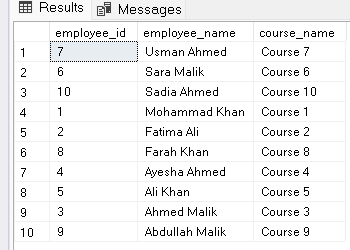 Results Messages
employee_id employee_name course_name
1 7 Usman Ahmed Course 7
2 6 Sara Malik Course 6
3 10 Sadia Ahmed Course 10
4 1 Mohammad Khan Course 1
5 2 Fatima Ali Course 2
6 8 Farah Khan Course 8
7 4 Ayesha Ahmed Course 4
8 5 Ali Khan Course 5
9 3 Ahmed Malik Course 3
10 9 Abdullah Malik Course 9